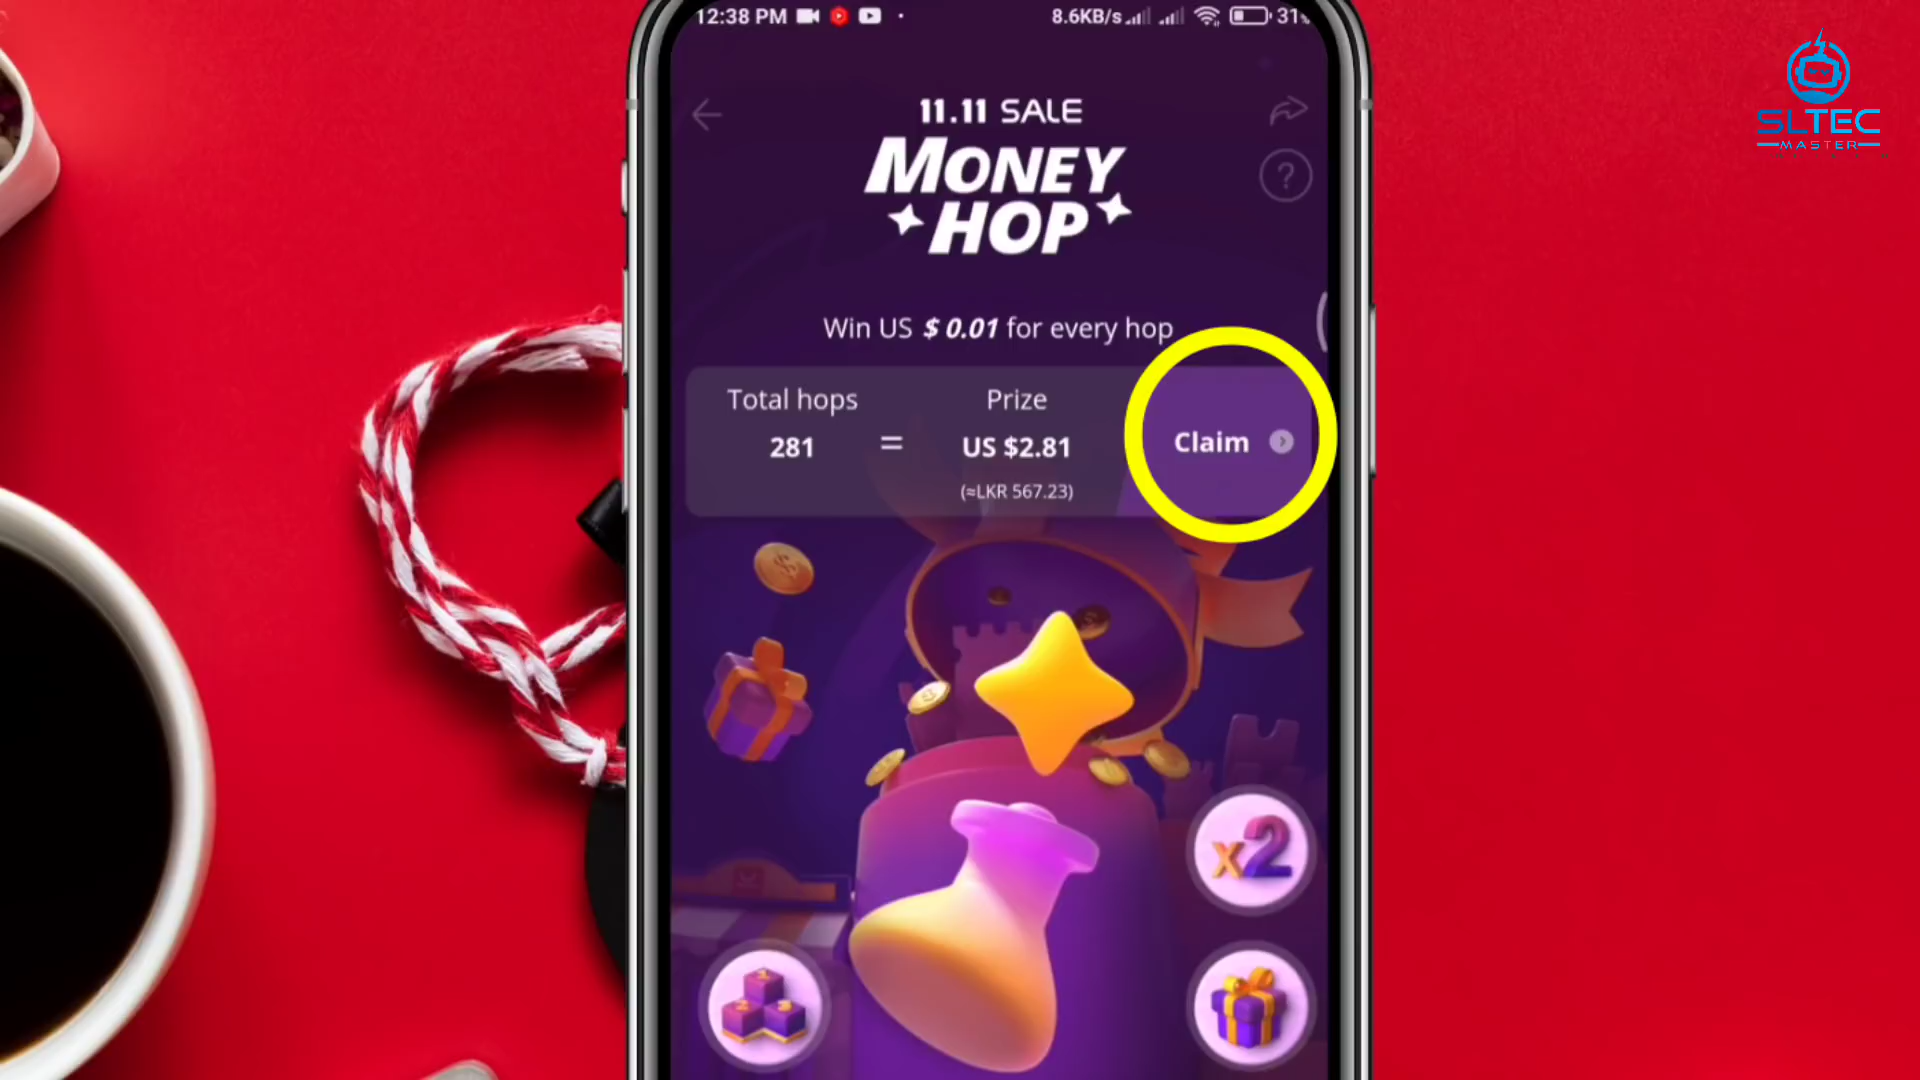 12:38 PM
8.6KB/s
31%
SLTEC
MASTER
11.11 SALE
MONEY
HOP
?
Win US $ 0.01 for every hop
Total hops
Prize
281
=
US $2.81
Claim
(≈LKR 567.23)
x2